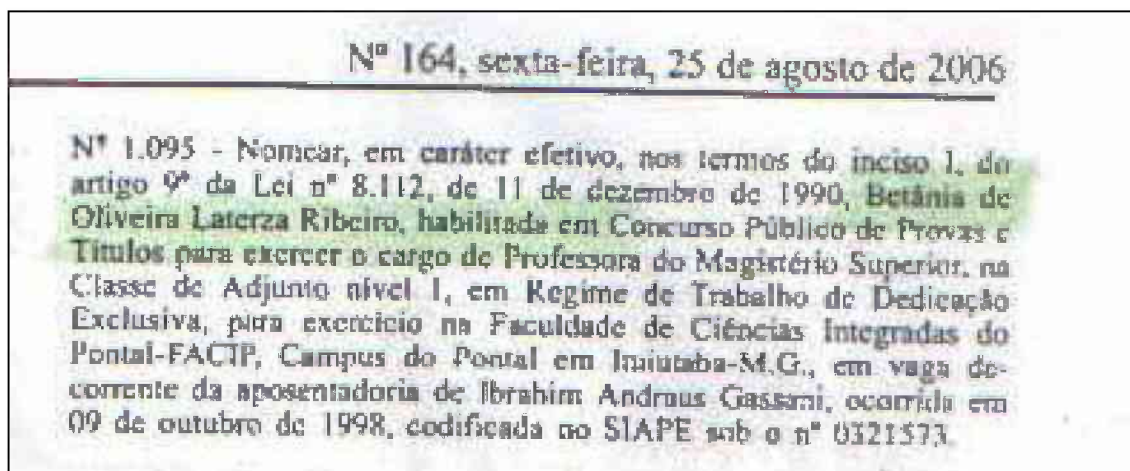 Nº 164, sexta-feira, 25 de agosto de 2006
Nº 1.095 - Nomear, em caráter efetivo, nos termos do inciso I, do
artigo 9º da Lei nº 8.112, de 11 de dezembro de 1990, Betânia de
Oliveira Laterza Ribeiro, habilitada em Concurso Público de Provas e
Títulos para exercer o cargo de Professora do Magistério Superior, na
Classe de Adjunto nível 1, em Regime de Trabalho de Dedicação
Exclusiva, para exercício na Faculdade de Ciências Integradas do
Pontal-FACIP, Campus do Pontal em Ituiutaba-M.G., em vaga de-
corrente da aposentadoria de Ibrahim Andraus Gassani, ocorrida em
09 de outubro de 1998, codificada no SIAPE sob o nº 0321573.